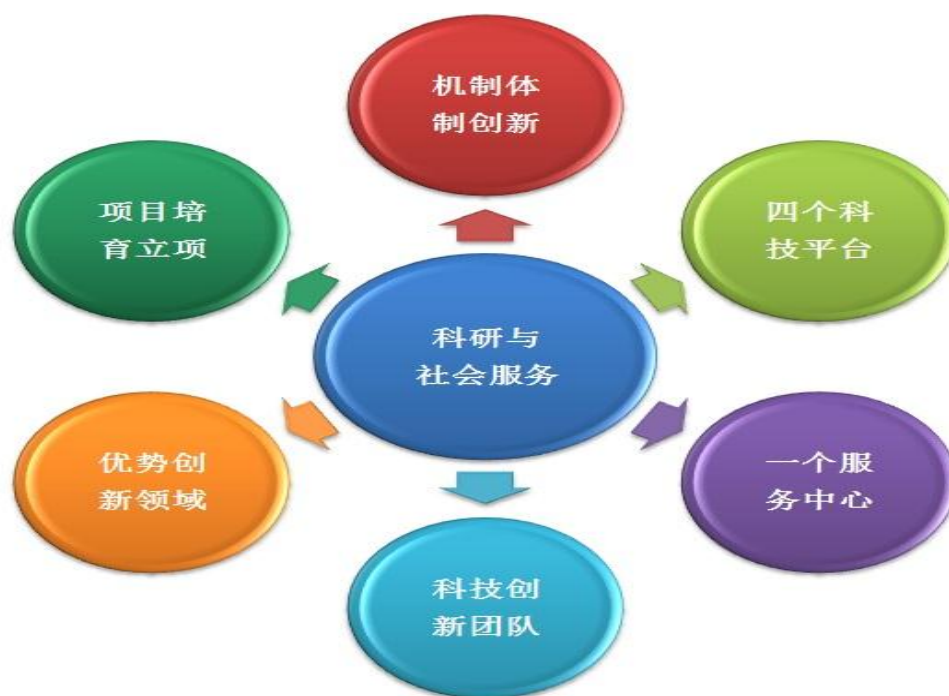 机制体
制创新
项目培
育立项
四个科
技平台
科研与
社会服务
优势创
新领域
一个服
务中心
科技创
新团队